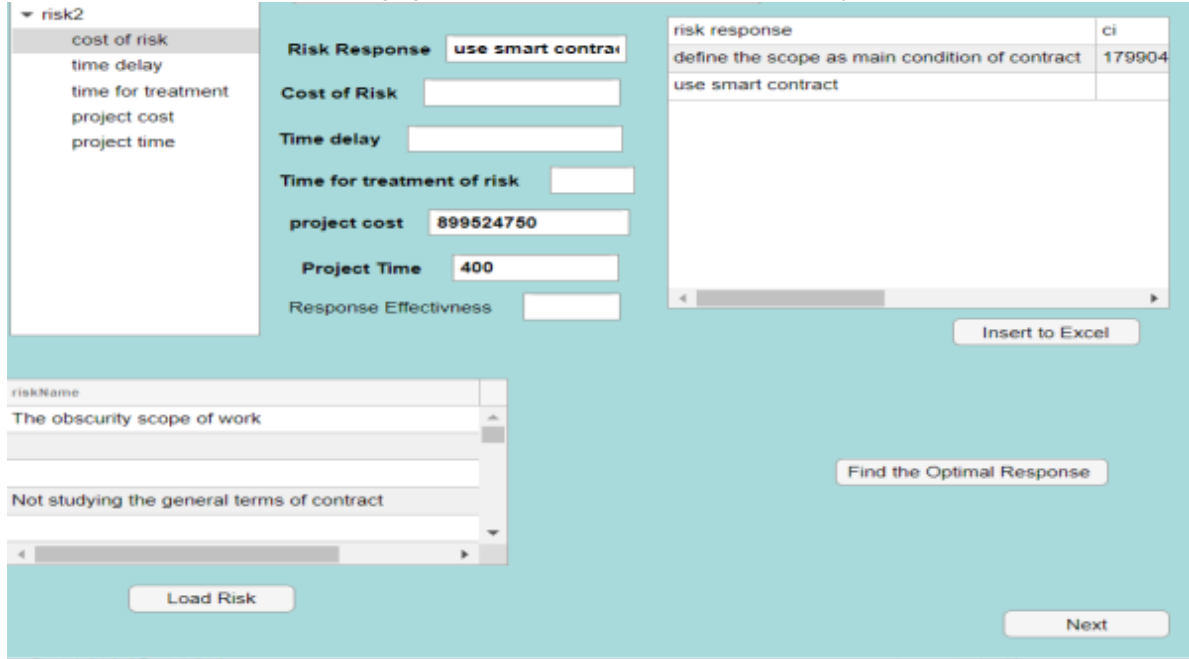 risk2
cost of risk
time delay
time for treatment
project cost
project time
Risk Response use smart contra
Cost of Risk
Time delay
Time for treatment of risk
project cost 899524750
Project Time 400
Response Effectivness
risk response ci
define the scope as main condition of contract 179904
use smart contract
Insert to Excel
riskName
The obscurity scope of work
Not studying the general terms of contract
Load Risk
Find the Optimal Response
Next